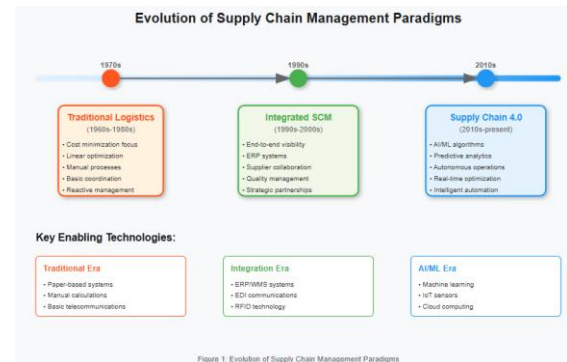 Evolution of Supply Chain Management Paradigms
1970s
1990s
2010s
Traditional Logistics
(1960s-1980s)
• Cost minimization focus
• Linear optimization
• Manual processes
• Basic coordination
• Reactive management
Integrated SCM
(1990s-2000s)
• End-to-end visibility
• ERP systems
• Supplier collaboration
• Quality management
• Strategic partnerships
Supply Chain 4.0
(2010s-present)
• AI/ML algorithms
• Predictive analytics
• Autonomous operations
• Real-time optimization
• Intelligent automation
Key Enabling Technologies:
Traditional Era
• Paper-based systems
• Manual calculations
• Basic telecommunications
Integration Era
• ERP/WMS systems
• EDI communications
• RFID technology
AI/ML Era
• Machine learning
• IoT sensors
• Cloud computing
Figure 1: Evolution of Supply Chain Management Paradigms